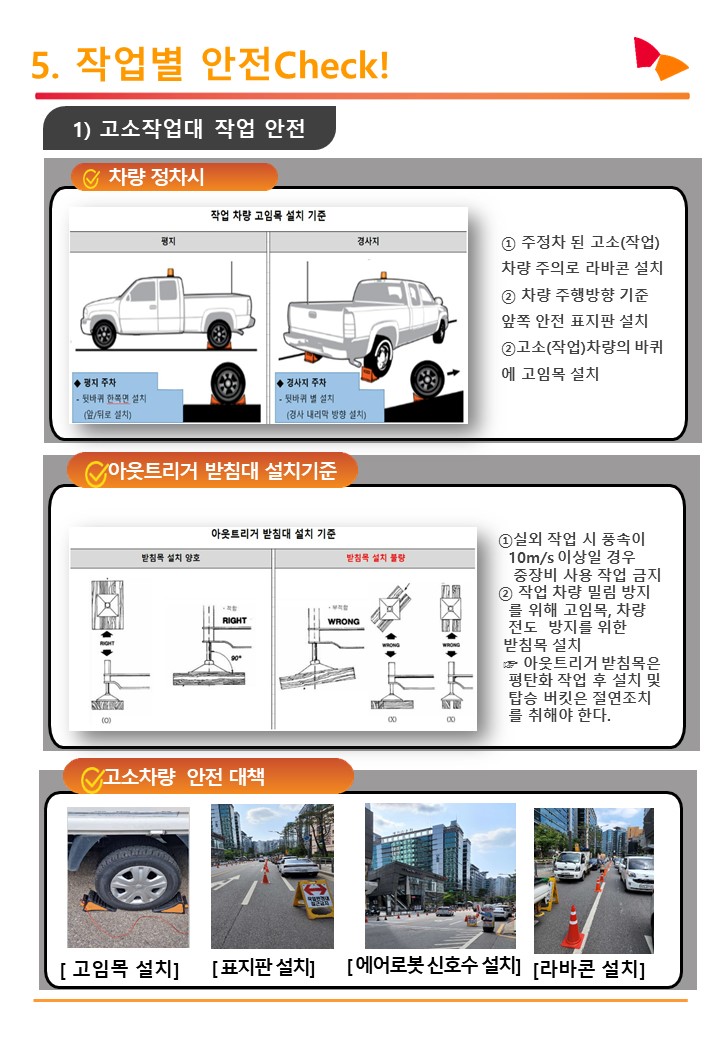 5. 작업별 안전Check!
1) 고소작업대 작업 안전
차량 정차시
작업 차량 고임목 설치 기준
평지
경사지
◆ 평지 주차
- 뒷바퀴 한쪽면 설치
(앞/뒤로 설치)
◆ 경사지 주차
- 뒷바퀴 별 설치
(경사 내리막 방향 설치)
① 주정차 된 고소(작업)
차량 주의로 라바콘 설치
② 차량 주행방향 기준
앞쪽 안전 표지판 설치
②고소(작업)차량의 바퀴
에 고임목 설치
아웃트리거 받침대 설치기준
아웃트리거 받침대 설치 기준
받침목 설치 양호
받침목 설치 불량
RIGHT
(O)
- 적합
RIGHT
90°
- 부적합
WRONG
WRONG
(X)
WRONG
(X)
①실외 작업 시 풍속이
10m/s 이상일 경우
중장비 사용 작업 금지
② 작업 차량 밀림 방지
를 위해 고임목, 차량
전도 방지를 위한
받침목 설치
☞ 아웃트리거 받침목은
평탄화 작업 후 설치 및
탑승 버킷은 절연조치
를 취해야 한다.
고소차량 안전 대책
[ 고임목 설치]
[ 표지판 설치]
[ 에어로봇 신호수 설치]
[라바콘 설치]